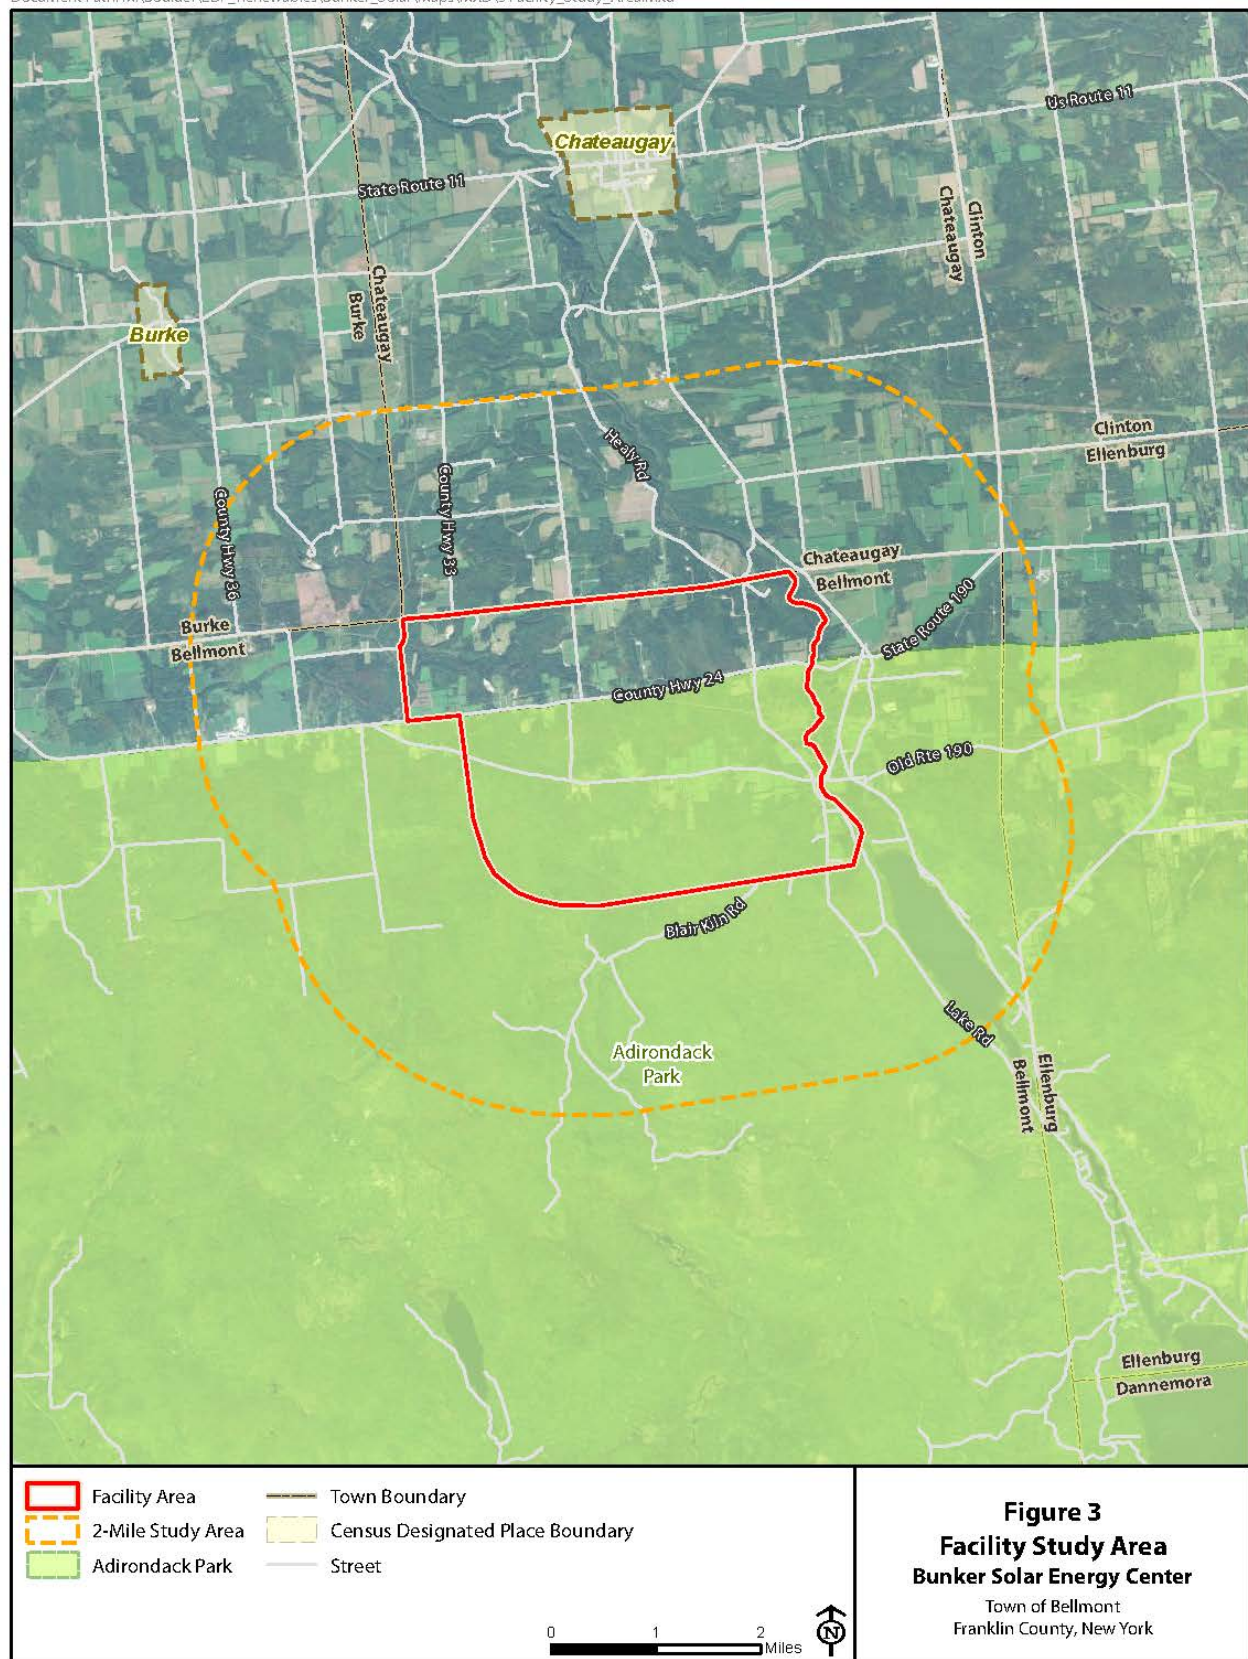 Us Route 11
Chateaugay
State Route 11
Clinton
Chateaugay
Chateaugay
Burke
Burke
Clinton
Ellenburg
Healy Rd
County Hwy 33
County Hwy 36
Chateaugay
Bellmont
State Route 190
Burke
Bellmont
County Hwy 24
Old Rte 190
Blair Kiln Rd
Lake Rd
Adirondack
Park
Ellenburg
Bellmont
Ellenburg
Dannemora
Facility Area
2-Mile Study Area
Adirondack Park
Town Boundary
Census Designated Place Boundary
Street
0 1 2
Miles
N
Figure 3
Facility Study Area
Bunker Solar Energy Center
Town of Bellmont
Franklin County, New York